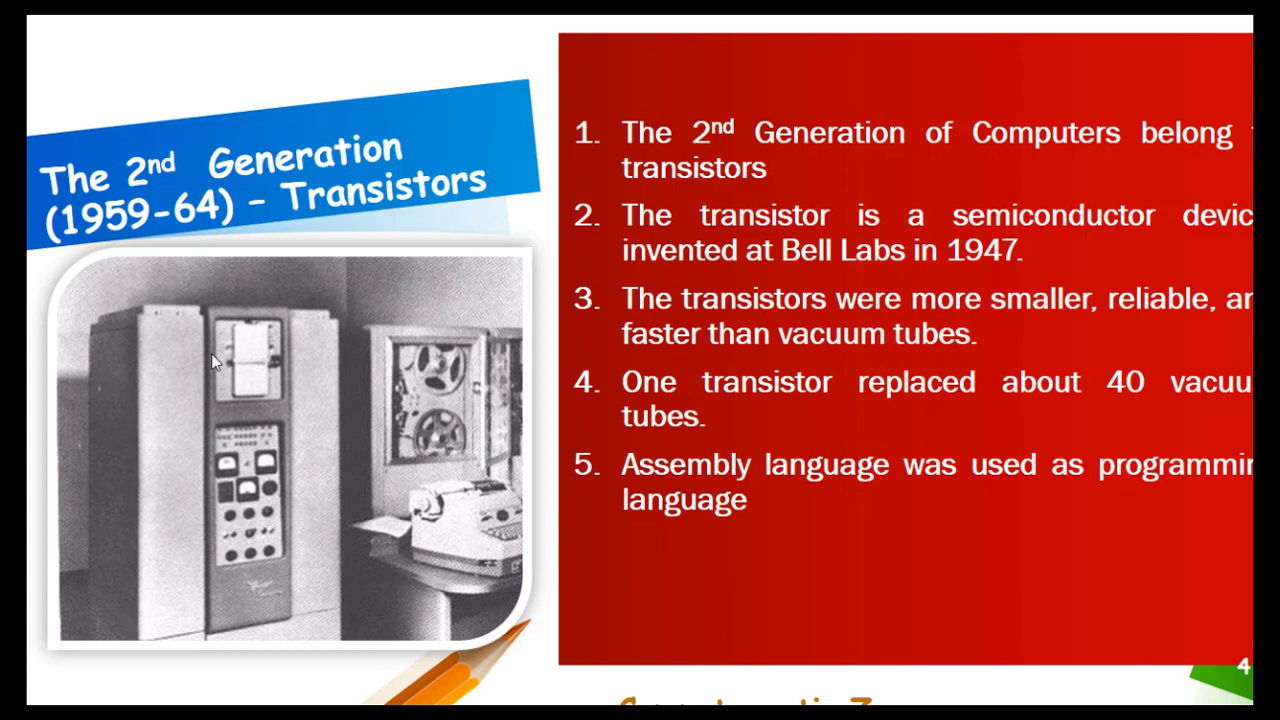 The 2nd Generation
(1959-64) – Transistors
1. The 2nd Generation of Computers belong
transistors
2. The transistor is a semiconductor devic
invented at Bell Labs in 1947.
3. The transistors were more smaller, reliable, an
faster than vacuum tubes.
4. One transistor replaced about 40 vacuu
tubes.
5. Assembly language was used as programmin
language
4